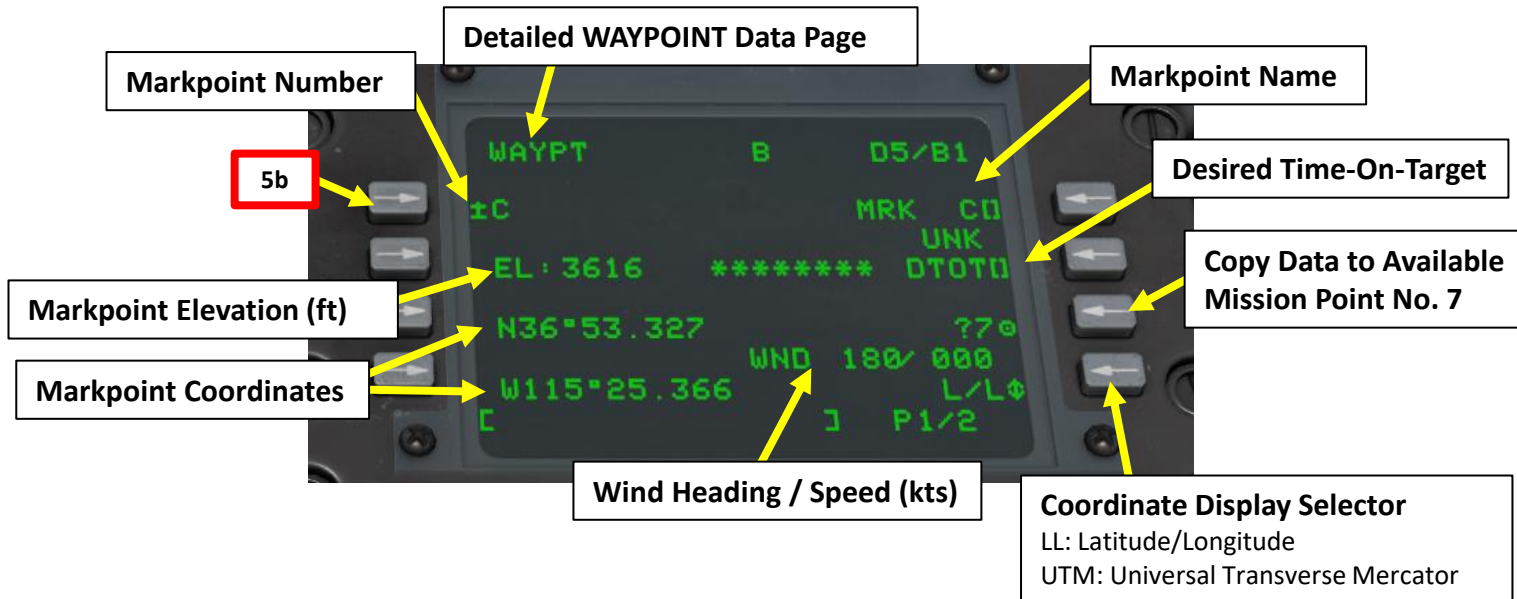 Detailed WAYPOINT Data Page
Markpoint Number
Markpoint Name
5b
Desired Time-On-Target
WAYPT B D5/B1
±C MRK C[]
UNK
EL:3616 ******** DTOT[]
Copy Data to Available
Mission Point No. 7
Markpoint Elevation (ft)
N36°53.327 ?7⊙
WND 180/ 000
Markpoint Coordinates
W115°25.366 L/L↕
[ ] P1/2
Wind Heading / Speed (kts)
Coordinate Display Selector
LL: Latitude/Longitude
UTM: Universal Transverse Mercator